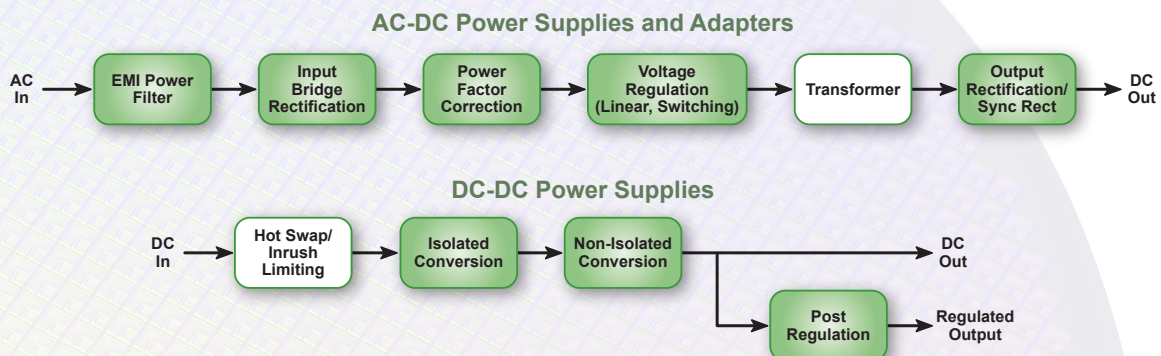 AC-DC Power Supplies and Adapters
AC
In
EMI Power
Filter
Input
Bridge
Rectification
Power
Factor
Correction
Voltage
Regulation
(Linear, Switching)
Transformer
Output
Rectification/
Sync Rect
DC
Out
DC-DC Power Supplies
DC
In
Hot Swap/
Inrush
Limiting
Isolated
Conversion
Non-Isolated
Conversion
DC
Out
Post
Regulation
Regulated
Output